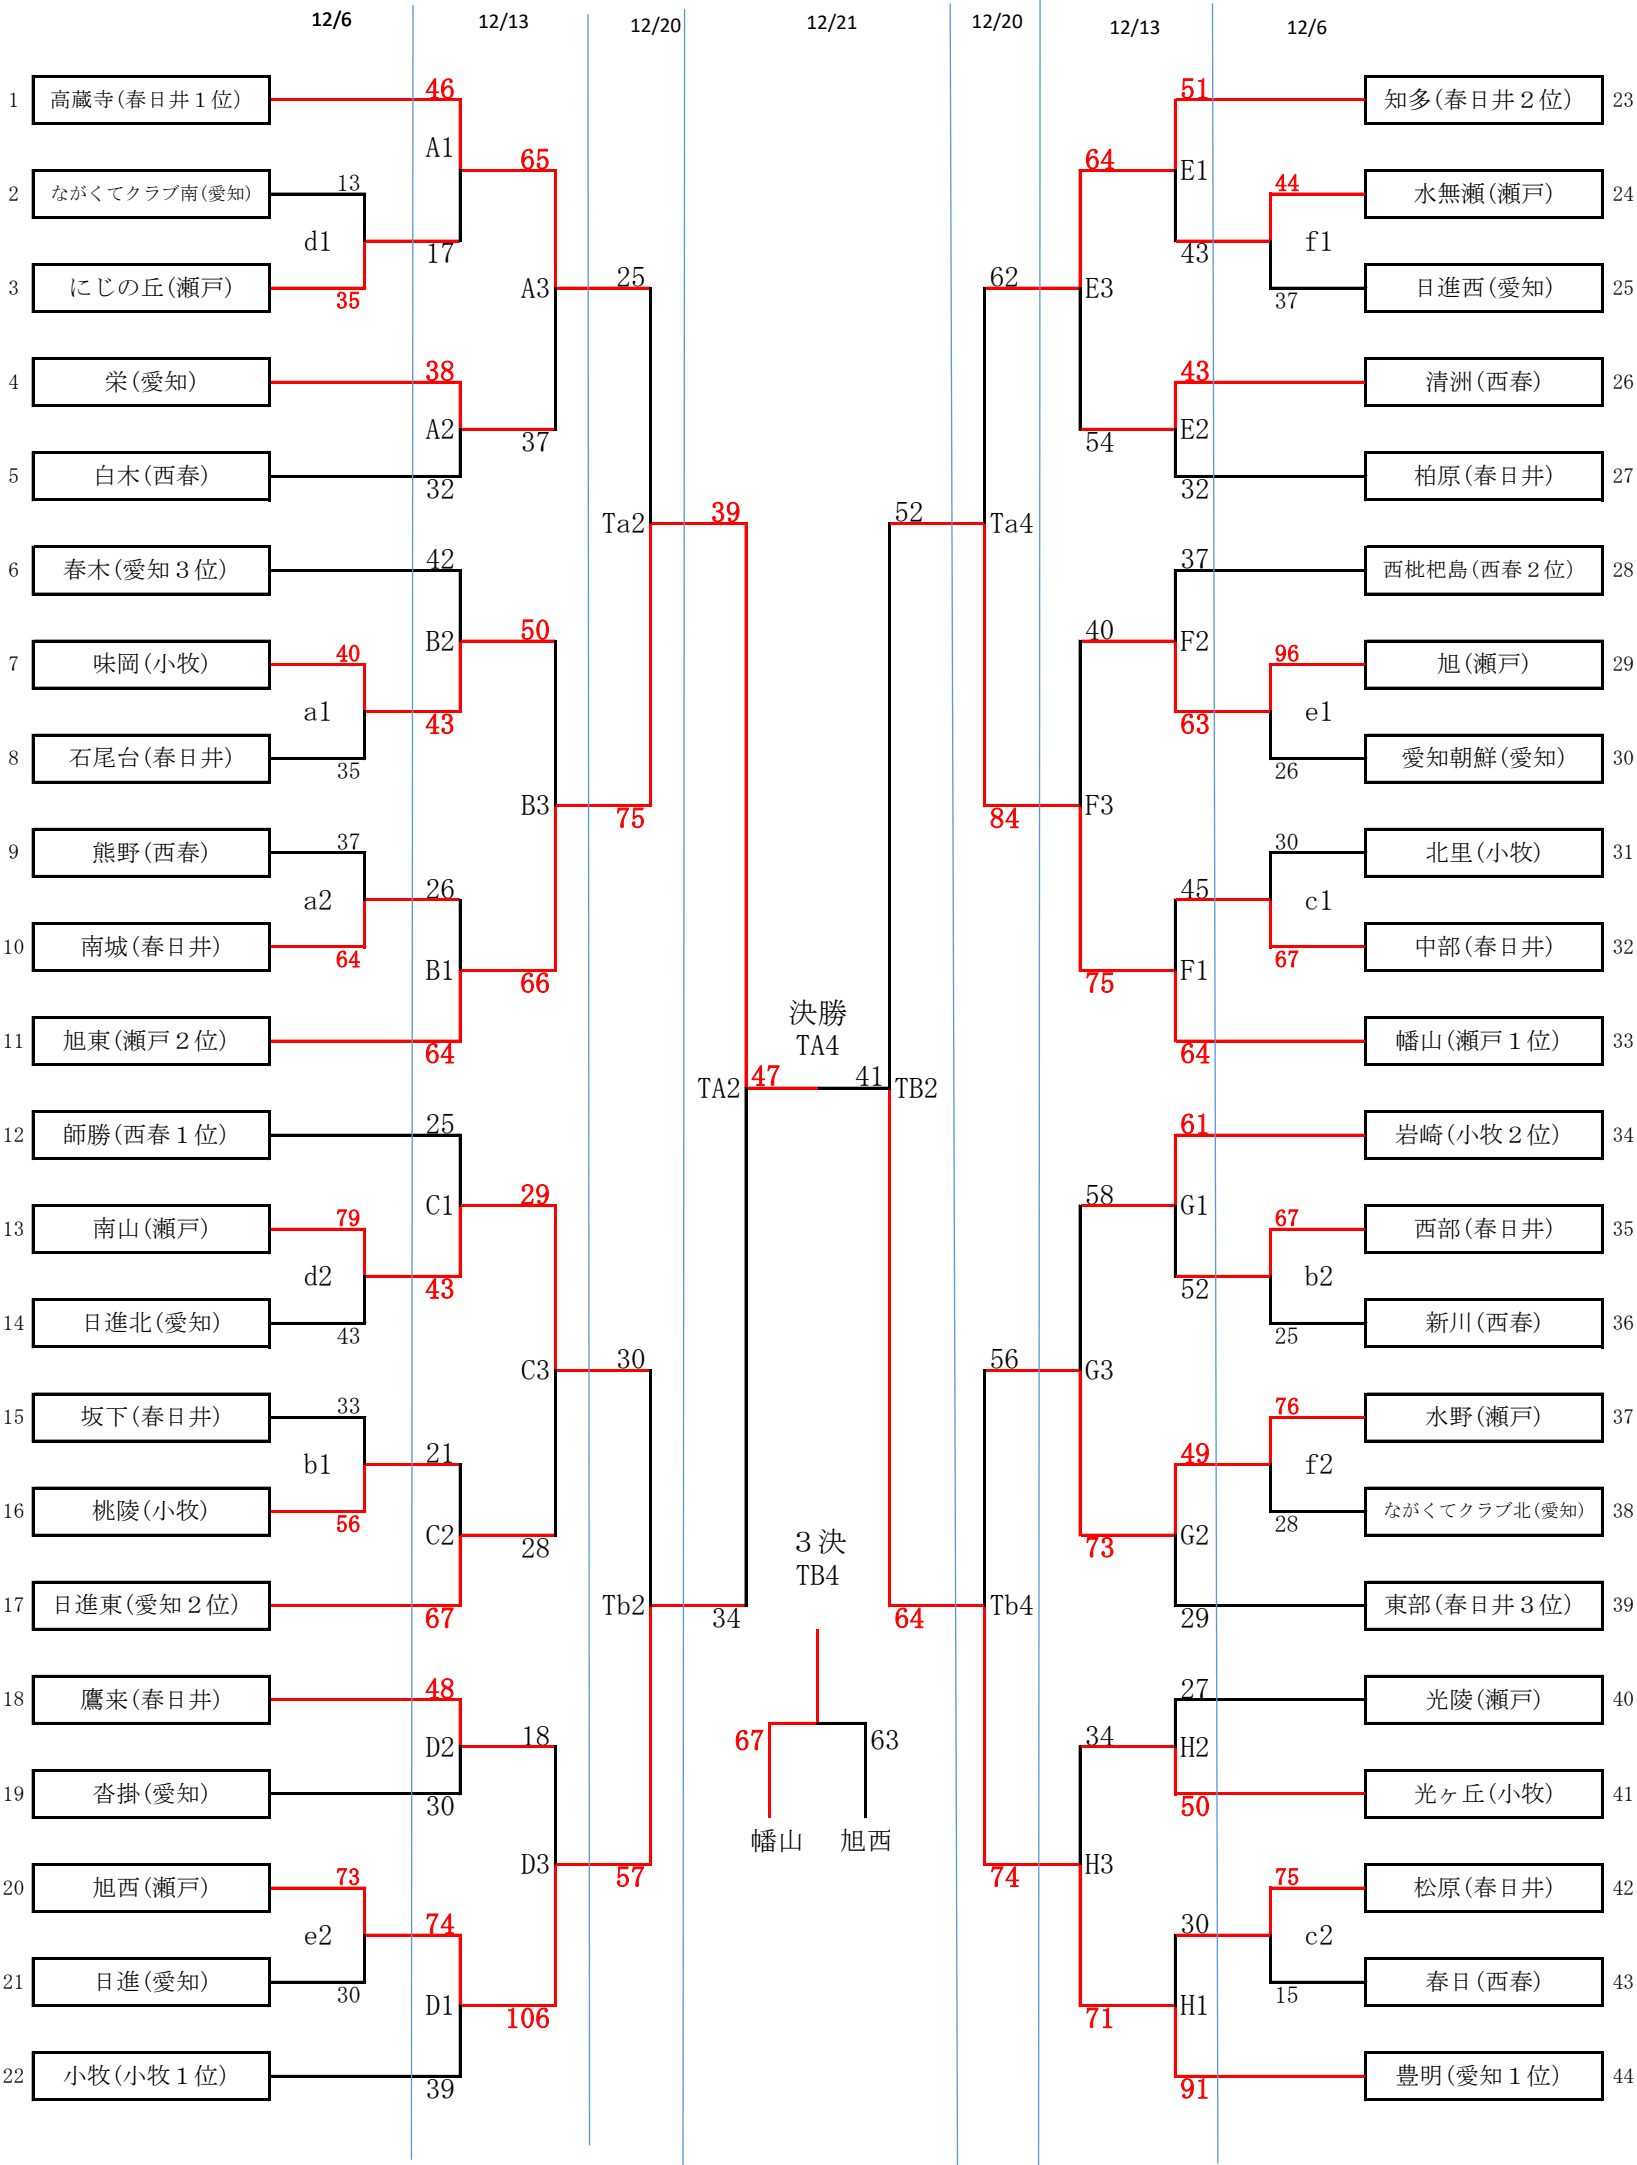 12/6 12/13 12/20 12/21 12/20 12/13 12/6
1 高蔵寺(春日井１位) 46
A1 65
2 ながくてクラブ南(愛知) 13
d1 17
3 にじの丘(瀬戸) 35
A3 25
4 栄(愛知) 38
A2 37
5 白木(西春) 32
Ta2 39
6 春木(愛知３位) 42
B2 50
7 味岡(小牧) 40
a1 43
8 石尾台(春日井) 35
B3 75
9 熊野(西春) 37
a2 26
10 南城(春日井) 64
B1 66
11 旭東(瀬戸２位) 64
12 師勝(西春１位) 25
C1 29
13 南山(瀬戸) 79
d2 43
14 日進北(愛知) 43
C3 30
15 坂下(春日井) 33
b1 21
16 桃陵(小牧) 56
C2 28
17 日進東(愛知２位) 67
Tb2 34
18 鷹来(春日井) 48
D2 18
19 沓掛(愛知) 30
D3 57
20 旭西(瀬戸) 73
e2 74
21 日進(愛知) 30
D1 106
22 小牧(小牧１位) 39
決勝
TA4
TA2 47 41 TB2
３決
TB4
67 63
幡山 旭西
51 知多(春日井２位) 23
64 E1
44 水無瀬(瀬戸) 24
43 f1
37 日進西(愛知) 25
62 E3
43 清洲(西春) 26
54 E2
32 柏原(春日井) 27
52 Ta4
37 西枇杷島(西春２位) 28
40 F2
96 旭(瀬戸) 29
63 e1
26 愛知朝鮮(愛知) 30
84 F3
30 北里(小牧) 31
45 c1
67 中部(春日井) 32
75 F1
64 幡山(瀬戸１位) 33
61 岩崎(小牧２位) 34
58 G1
67 西部(春日井) 35
52 b2
25 新川(西春) 36
56 G3
76 水野(瀬戸) 37
49 f2
28 ながくてクラブ北(愛知) 38
73 G2
29 東部(春日井３位) 39
64 Tb4
27 光陵(瀬戸) 40
34 H2
50 光ヶ丘(小牧) 41
74 H3
75 松原(春日井) 42
30 c2
15 春日(西春) 43
71 H1
91 豊明(愛知１位) 44